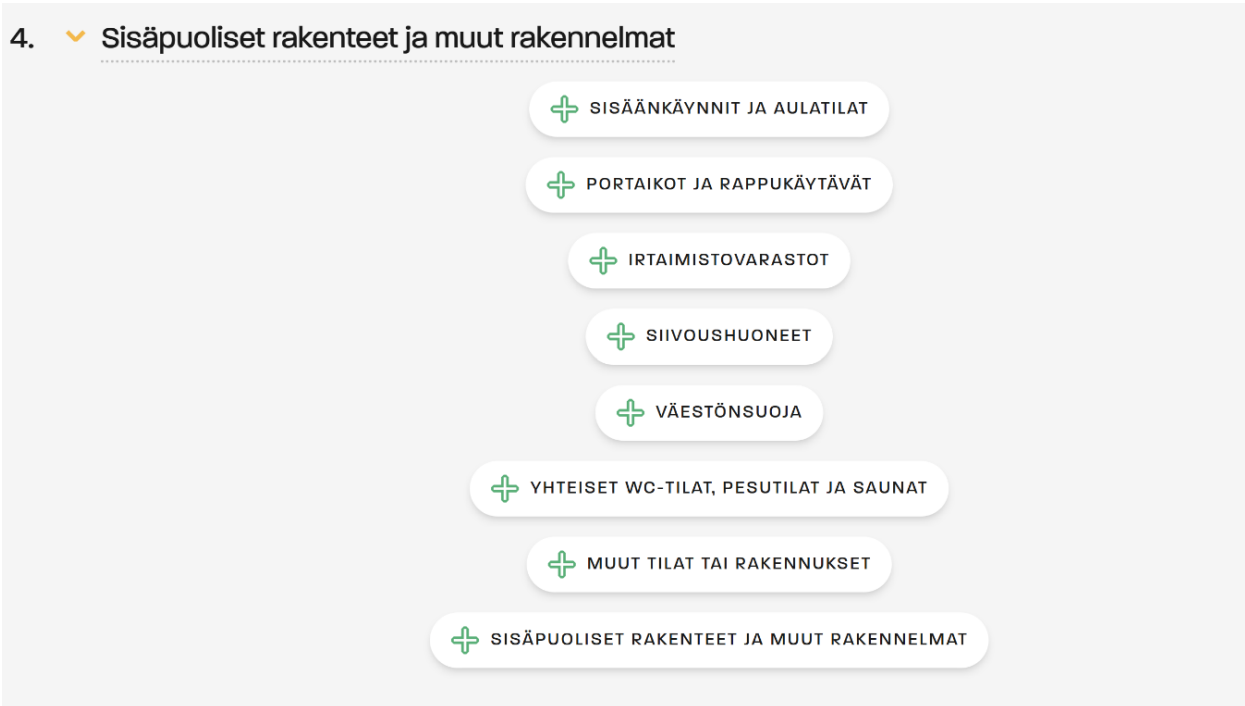 4. Sisäpuoliset rakenteet ja muut rakennelmat
SISÄÄNKÄYNNIT JA AULATILAT
PORTAIKOT JA RAPPUKÄYTÄVÄT
IRTAIMISTOVARASTOT
SIIVOUSHUONEET
VÄESTÖNSUOJA
YHTEISET WC-TILAT, PESUTILAT JA SAUNAT
MUUT TILAT TAI RAKENNUKSET
SISÄPUOLISET RAKENTEET JA MUUT RAKENNELMAT